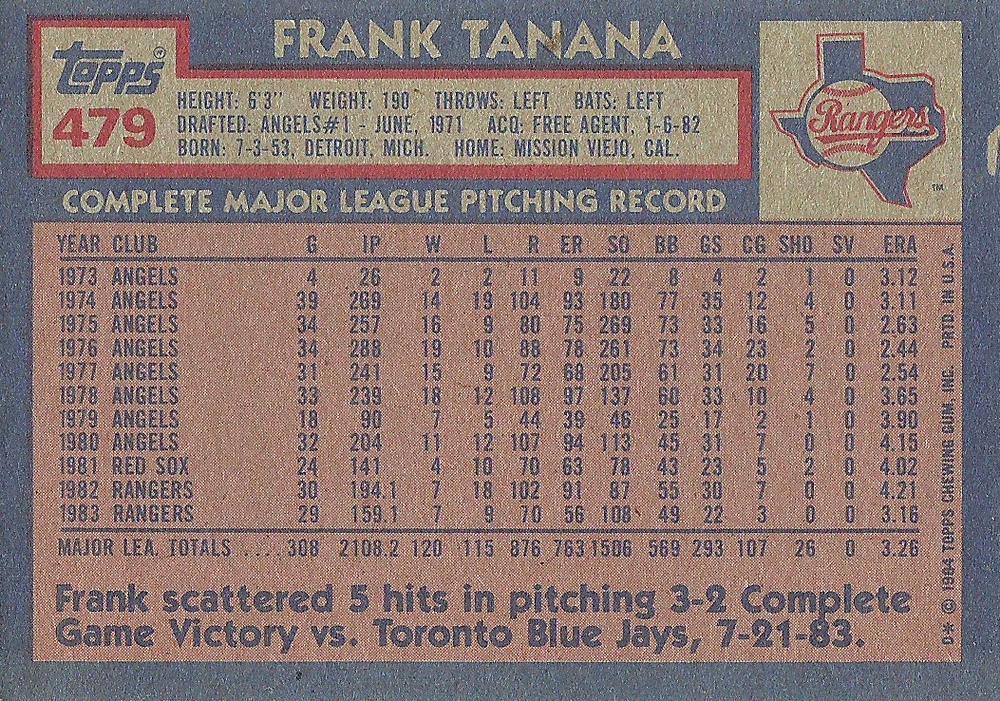 FRANK TANANA
Topps®
479
HEIGHT: 6'3" WEIGHT: 190 THROWS: LEFT BATS: LEFT
DRAFTED: ANGELS#1 - JUNE, 1971 ACQ: FREE AGENT, 1-6-82
BORN: 7-3-53, DETROIT, MICH. HOME: MISSION VIEJO, CAL.
Rangers
TM
COMPLETE MAJOR LEAGUE PITCHING RECORD
YEAR CLUB G IP W L R ER SO BB GS CG SHO SV ERA
1973 ANGELS 4 26 2 2 11 9 22 8 4 2 1 0 3.12
1974 ANGELS 39 269 14 19 104 93 180 77 35 12 4 0 3.11
1975 ANGELS 34 257 16 9 80 75 269 73 33 16 5 0 2.63
1976 ANGELS 34 288 19 10 88 78 261 73 34 23 2 0 2.44
1977 ANGELS 31 241 15 9 72 68 205 61 31 20 7 0 2.54
1978 ANGELS 33 239 18 12 108 97 137 60 33 10 4 0 3.65
1979 ANGELS 18 90 7 5 44 39 46 25 17 2 1 0 3.90
1980 ANGELS 32 204 11 12 107 94 113 45 31 7 0 0 4.15
1981 RED SOX 24 141 4 10 70 63 78 43 23 5 2 0 4.02
1982 RANGERS 30 194.1 7 18 102 91 87 55 30 7 0 0 4.21
1983 RANGERS 29 159.1 7 9 70 56 108 49 22 3 0 0 3.16
MAJOR LEA. TOTALS .... 308 2108.2 120 115 876 763 1506 569 293 107 26 0 3.26
Frank scattered 5 hits in pitching 3-2 Complete
Game Victory vs. Toronto Blue Jays, 7-21-83.
D* © 1984 TOPPS CHEWING GUM, INC. PRTD. IN U.S.A.